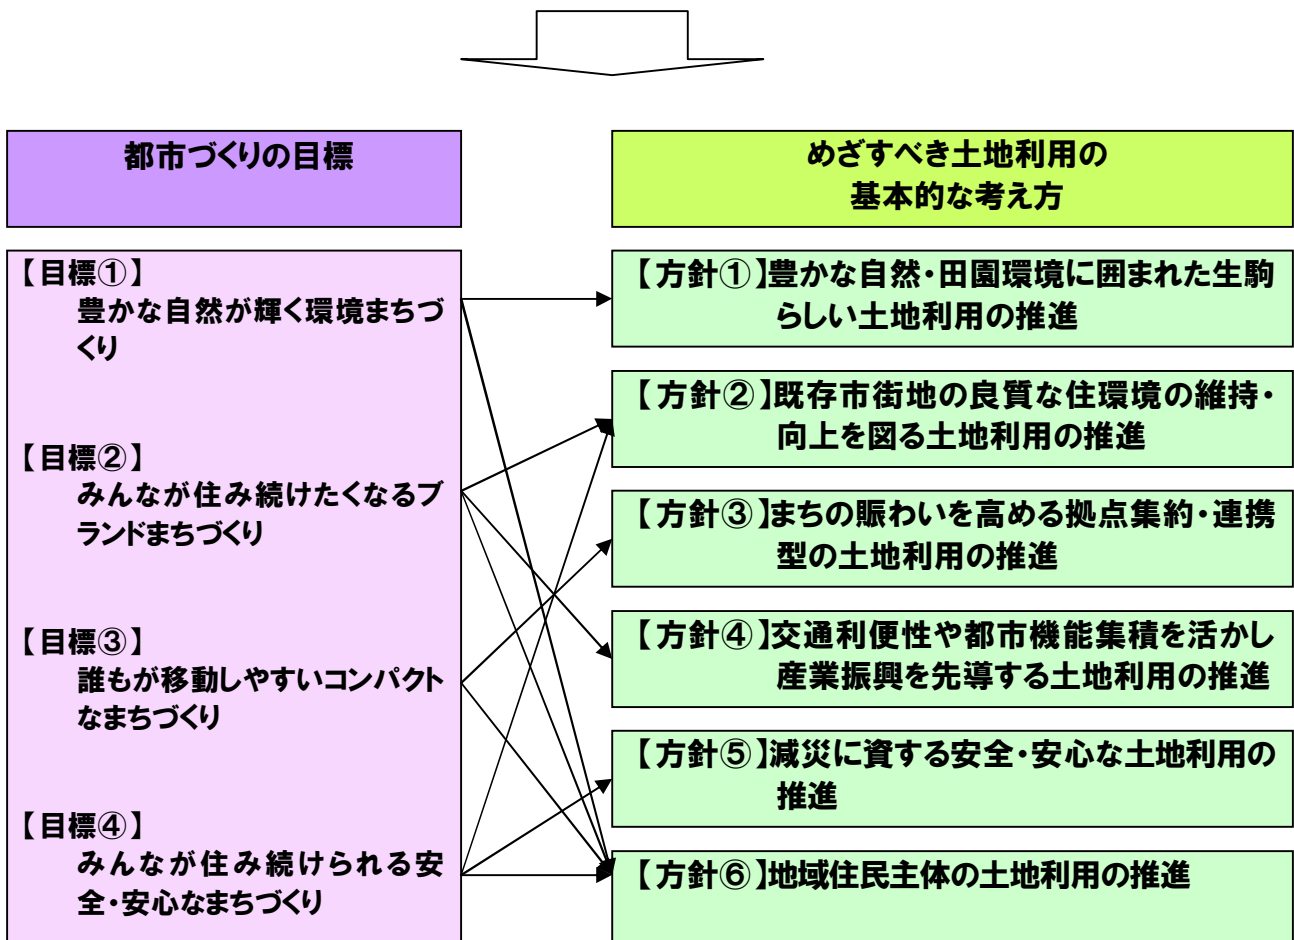 都市づくりの目標
【目標①】
豊かな自然が輝く環境まちづ
くり
【目標②】
みんなが住み続けたくなるブ
ランドまちづくり
【目標③】
誰もが移動しやすいコンパクト
なまちづくり
【目標④】
みんなが住み続けられる安
全・安心なまちづくり
めざすべき土地利用の
基本的な考え方
【方針①】豊かな自然・田園環境に囲まれた生駒
らしい土地利用の推進
【方針②】既存市街地の良質な住環境の維持・
向上を図る土地利用の推進
【方針③】まちの賑わいを高める拠点集約・連携
型の土地利用の推進
【方針④】交通利便性や都市機能集積を活かし
産業振興を先導する土地利用の推進
【方針⑤】減災に資する安全・安心な土地利用の
推進
【方針⑥】地域住民主体の土地利用の推進